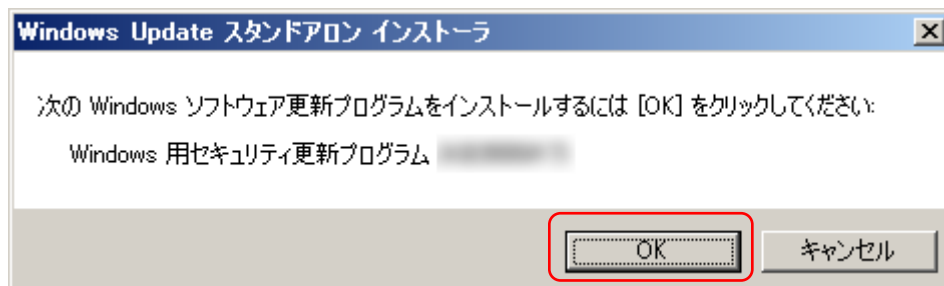 Windows Update スタンドアロン インストーラ
次の Windows ソフトウェア更新プログラムをインストールするには [OK] をクリックしてください:
Windows 用セキュリティ更新プログラム
OK
キャンセル